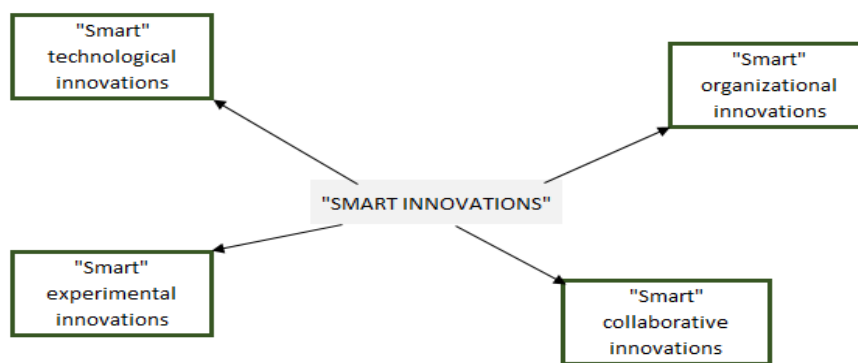 "Smart"
technological
innovations
"Smart"
organizational
innovations
"SMART INNOVATIONS"
"Smart"
experimental
innovations
"Smart"
collaborative
innovations